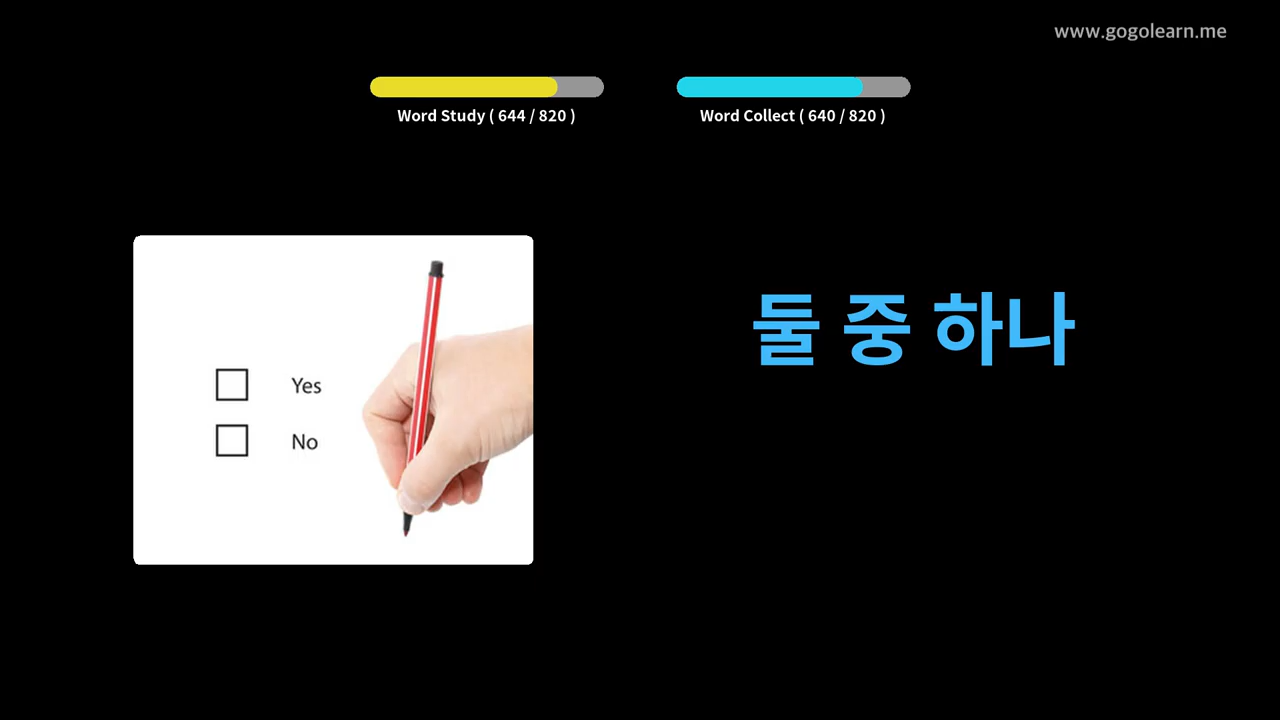 www.gogolearn.me
Word Study ( 644 / 820 )
Word Collect ( 640 / 820 )
둘 중 하나
Yes
No